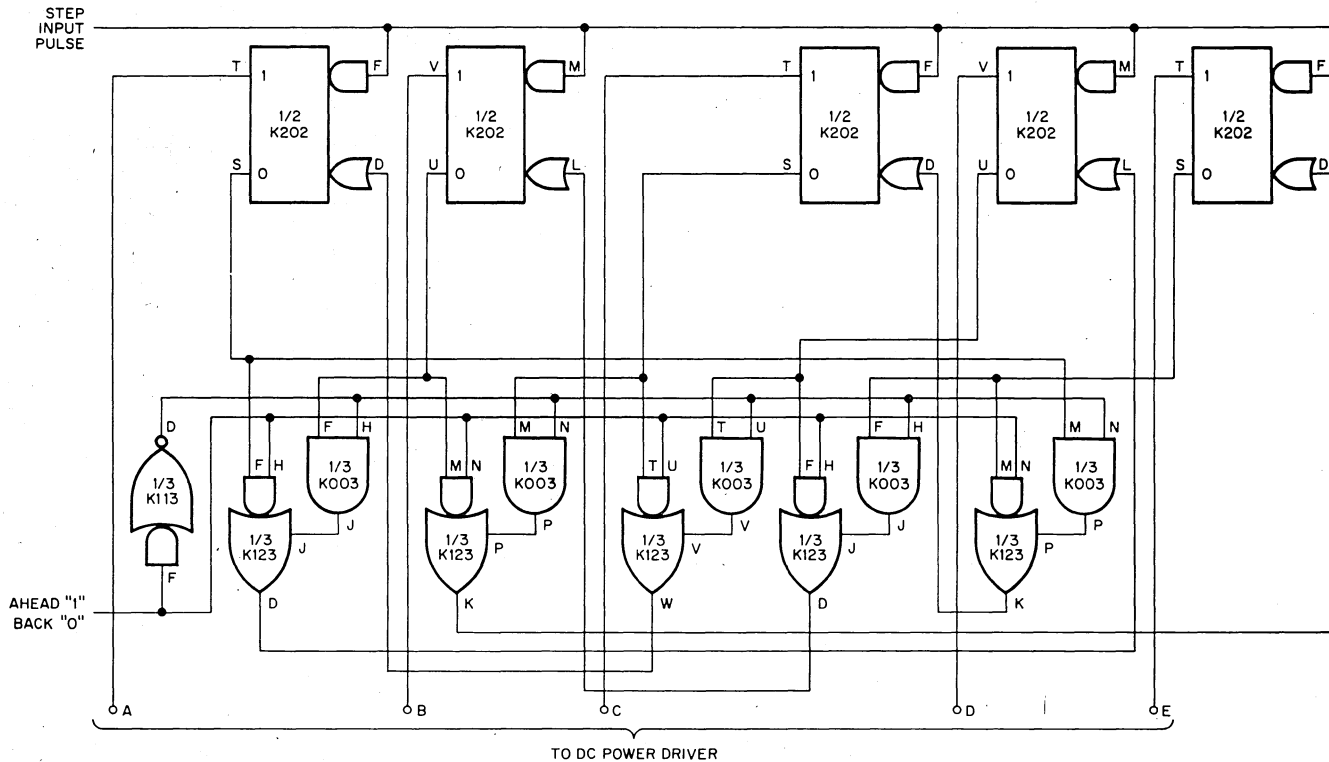 STEP
INPUT
PULSE
T 1 F
1/2
K202
S 0 D
V M
1/2
K202
U 0 L
T 1 F
1/2
K202
S 0 D
V 1 M
1/2
K202
U 0 L
T 1 F
1/2
K202
S 0 D
D
1/3
K113
F
F H
1/3
K123
J
D
F H
1/3
K003
J
M N
1/3
K123
P
K
M N
1/3
K003
P
T U
1/3
K123
V
W
T U
1/3
K003
V
F H
1/3
K123
J
D
F H
1/3
K003
J
M N
1/3
K123
P
K
M N
1/3
K003
P
AHEAD "1"
BACK "0"
A B C D E
TO DC POWER DRIVER